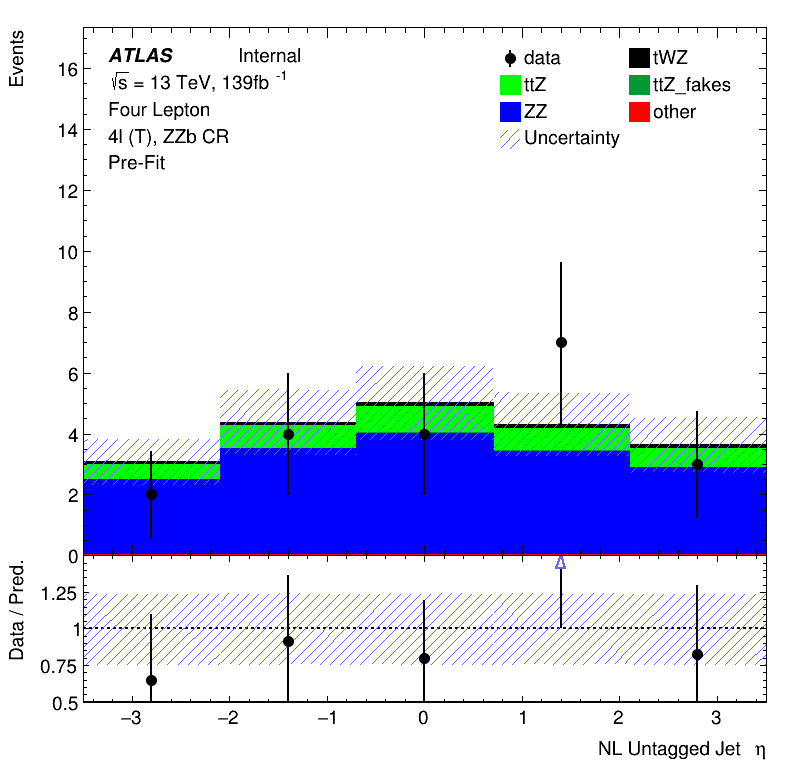 Events
16
14
12
10
8
6
4
2
0
ATLAS Internal
√s = 13 TeV, 139fb -1
Four Lepton
4l (T), ZZb CR
Pre-Fit
data
tWZ
ttZ
ttZ_fakes
ZZ
other
Uncertainty
Data / Pred.
1.25
1
0.75
0.5
−3 −2 −1 0 1 2 3
NL Untagged Jet η